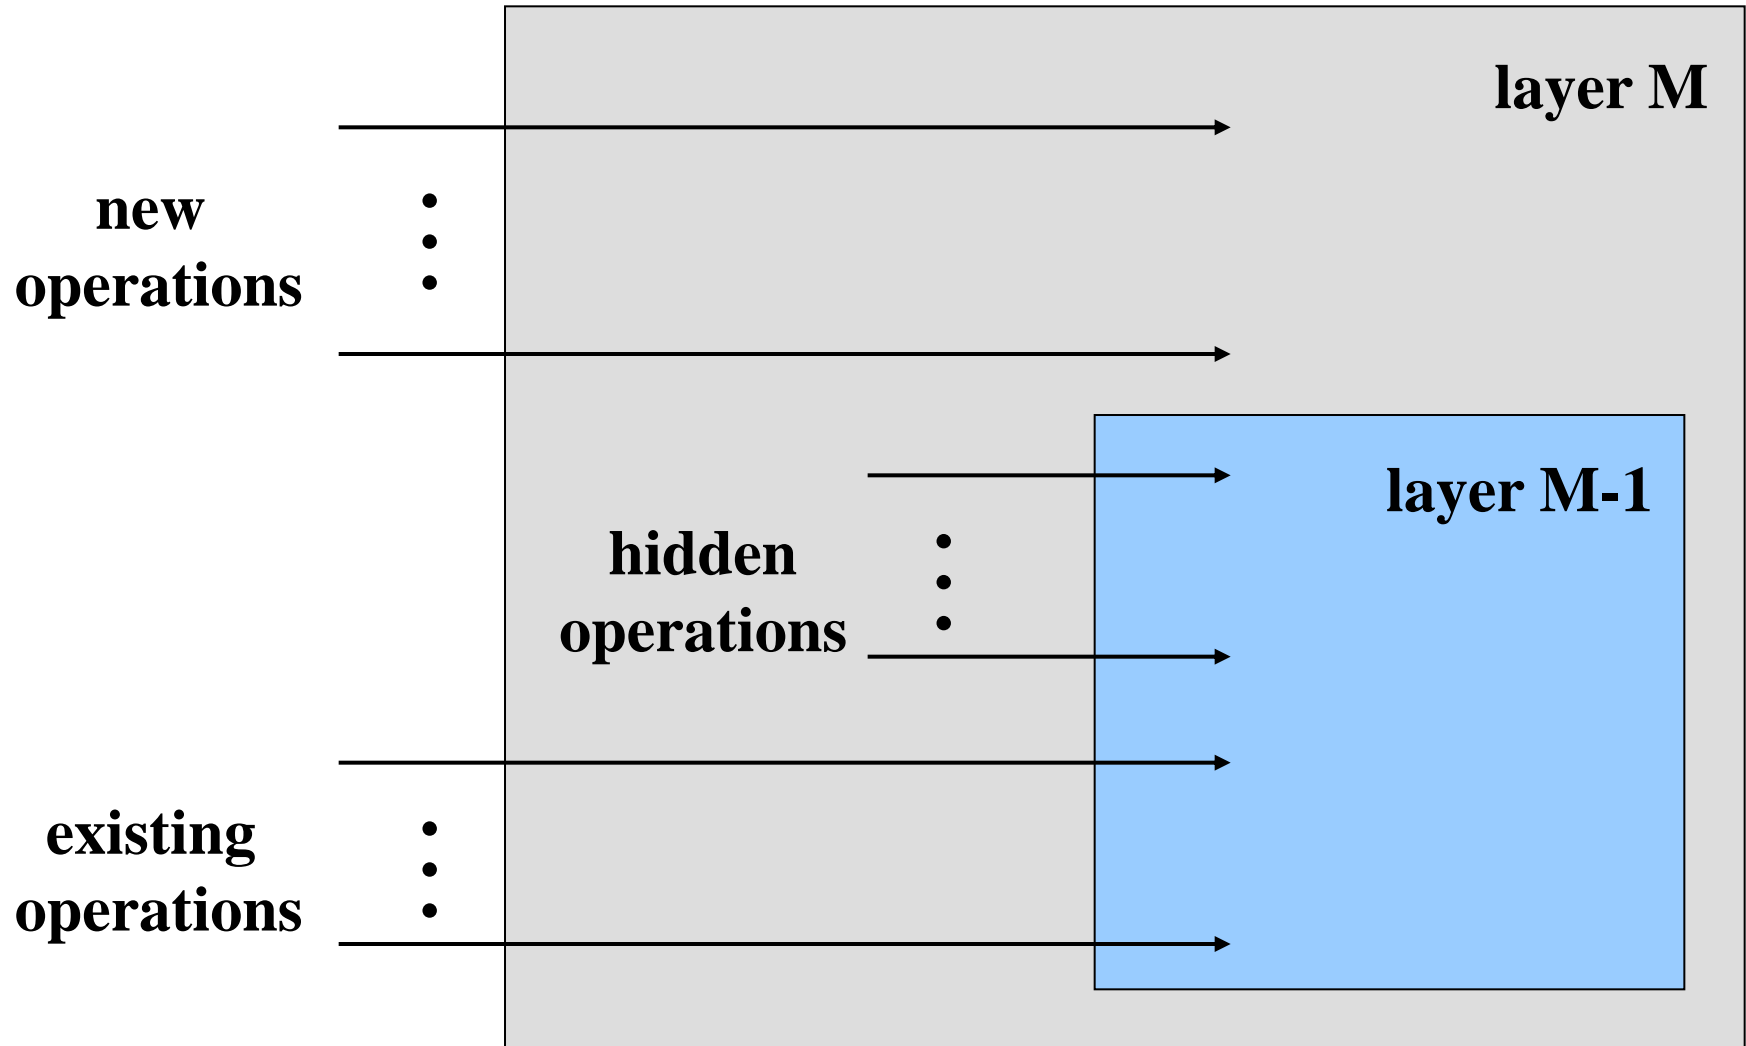 layer M
new
operations
layer M-1
hidden
operations
existing
operations